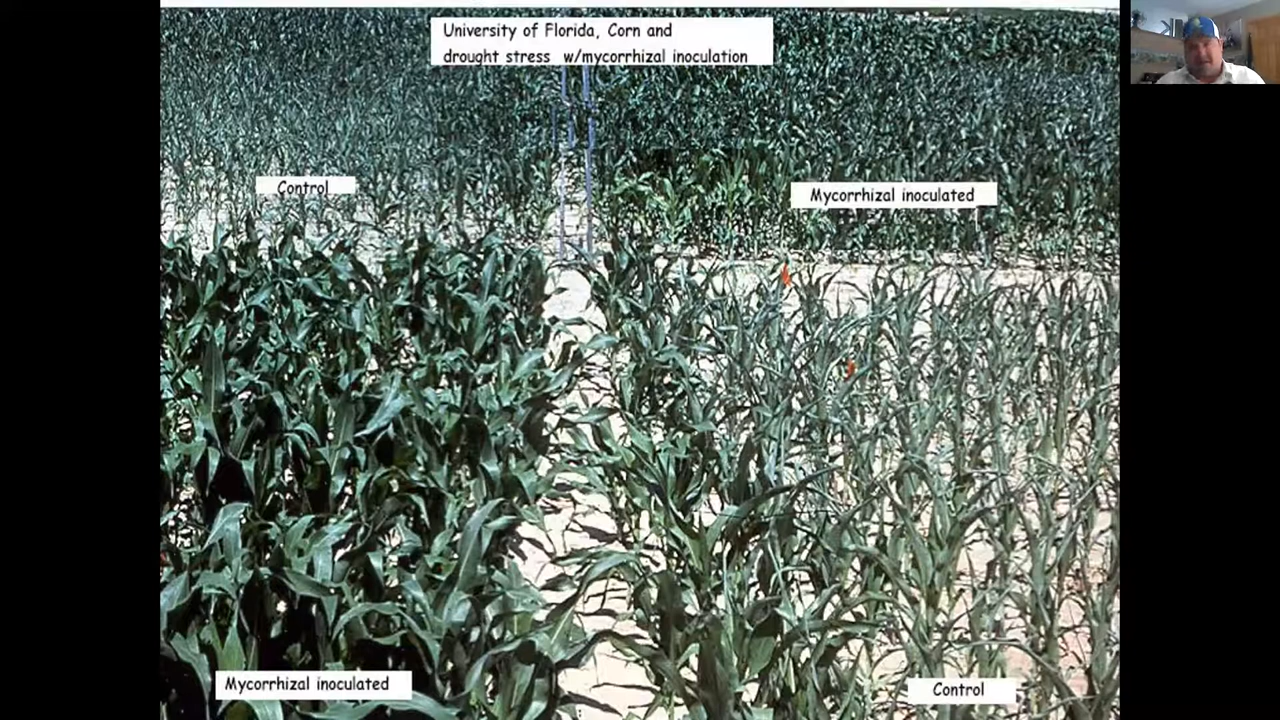 University of Florida, Corn and
drought stress w/mycorrhizal inoculation
Control
Mycorrhizal inoculated
Mycorrhizal inoculated
Control